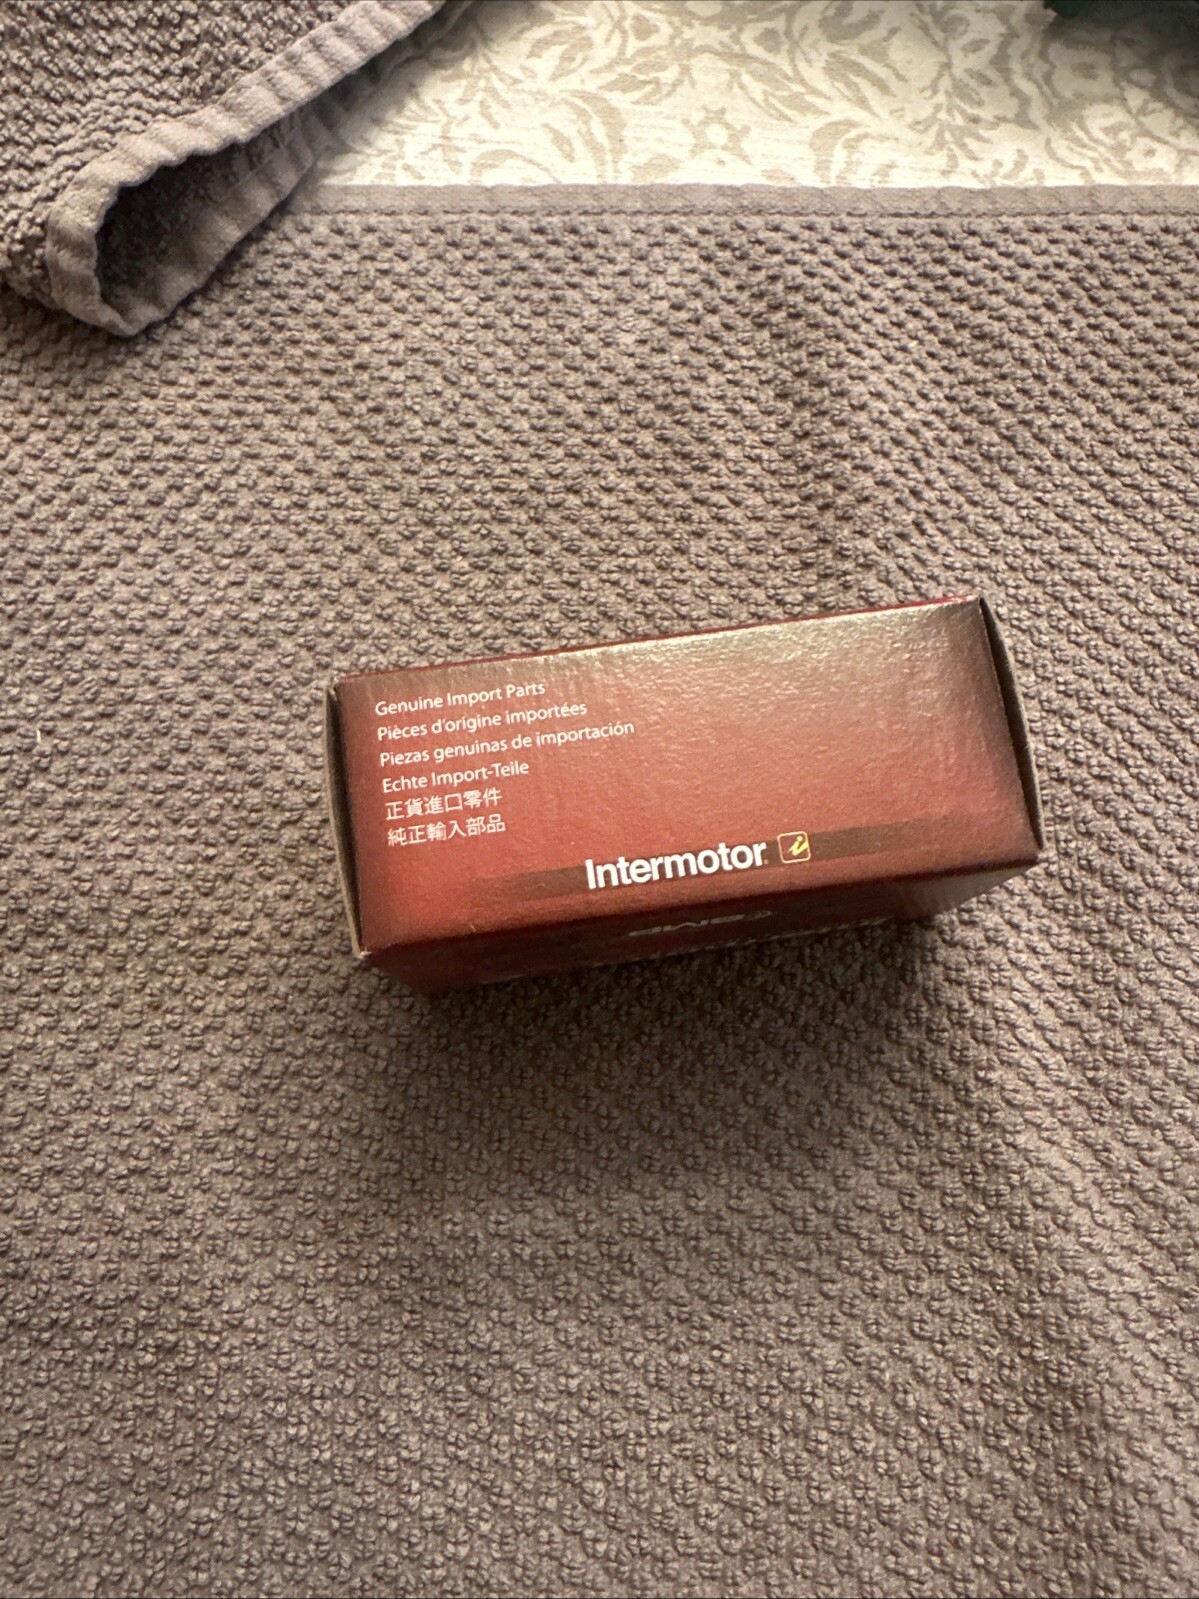 Genuine Import Parts
Pièces d'origine importées
Piezas genuinas de importación
Echte Import-Teile
正貨進口零件
純正輸入部品
Intermotor
SMP